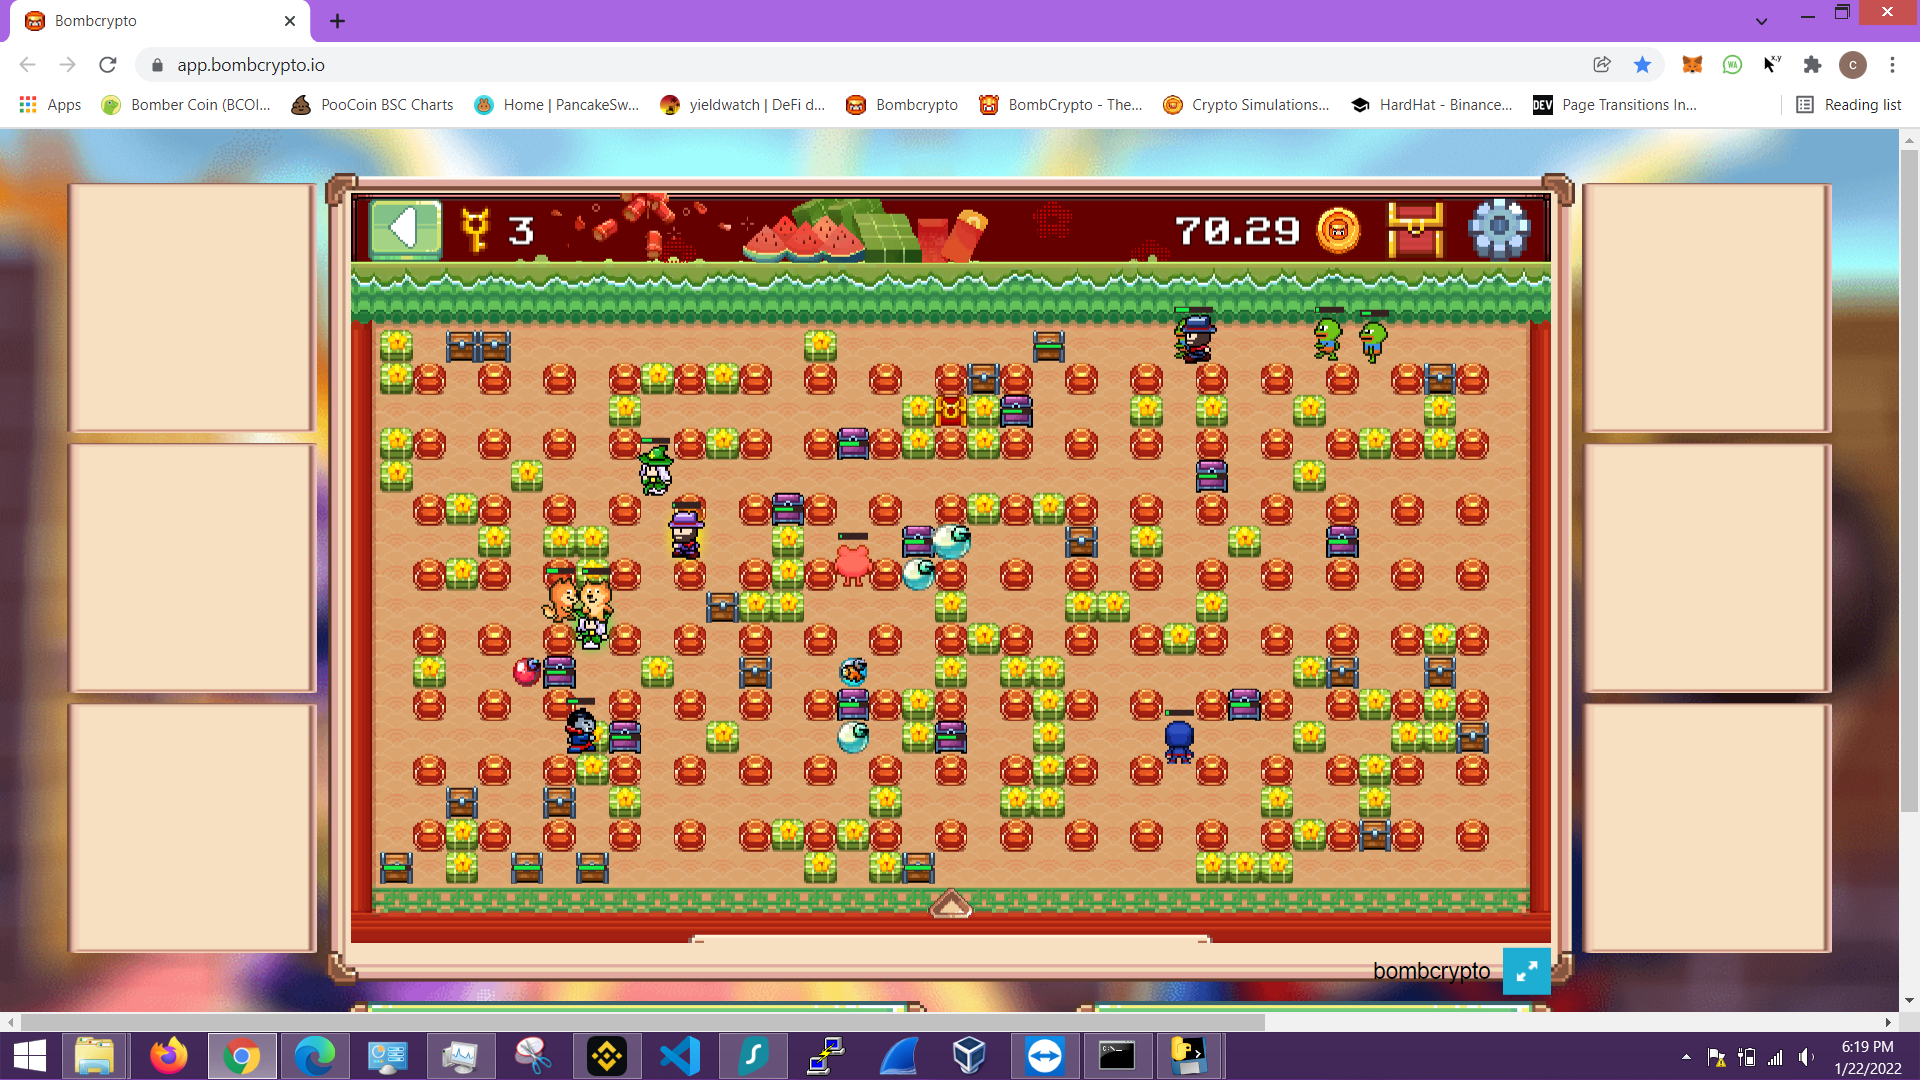 Bombcrypto
app.bombcrypto.io
x,y
WA
C
Apps
Bomber Coin (BCOI...
PooCoin BSC Charts
Home | PancakeSw...
yieldwatch | DeFi d...
Bombcrypto
BombCrypto - The...
Crypto Simulations...
HardHat - Binance...
DEV
Page Transitions In...
Reading list
3
70.29
bombcrypto
6:19 PM
1/22/2022